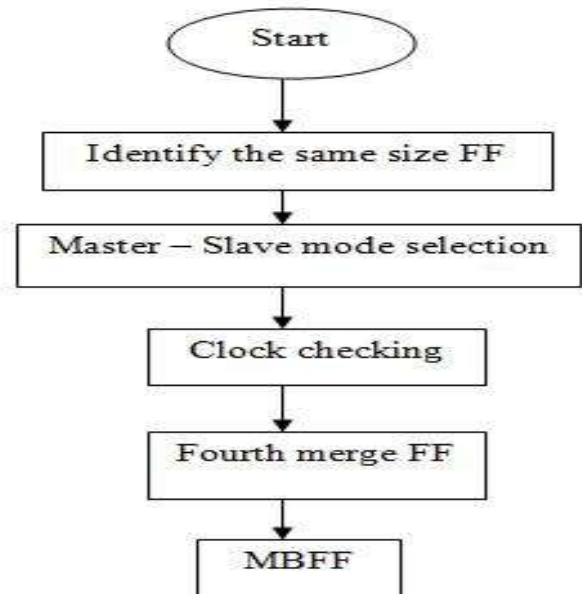 Start
Identify the same size FF
Master – Slave mode selection
Clock checking
Fourth merge FF
MBFF